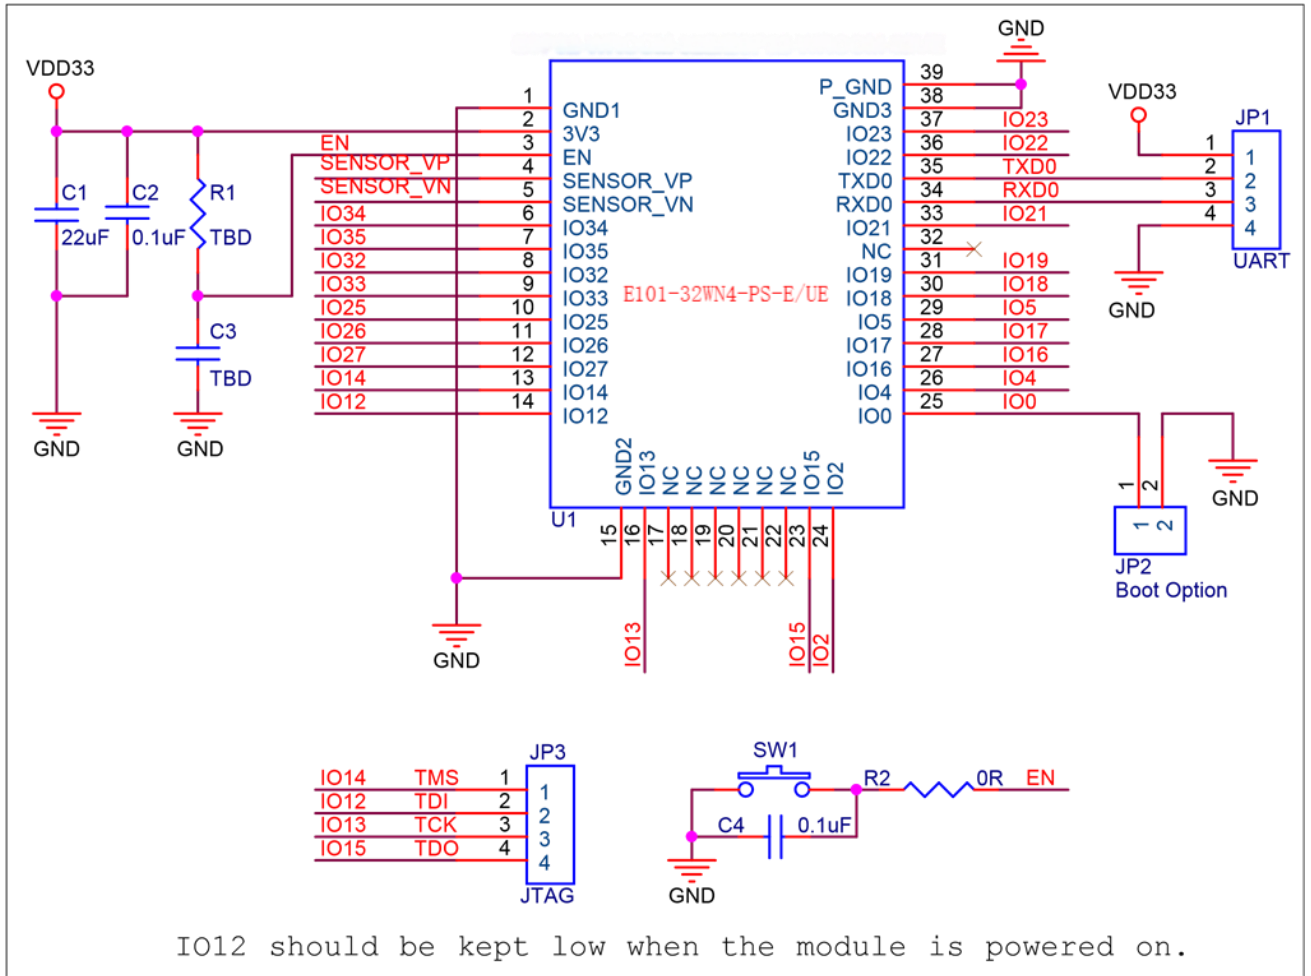 GND
VDD33
VDD33
JP1
C1
22uF
C2
0.1uF
R1
TBD
C3
TBD
GND
GND
EN
SENSOR_VP
SENSOR_VN
IO34
IO35
IO32
IO33
IO25
IO26
IO27
IO14
IO12
1 GND1
2 3V3
3 EN
4 SENSOR_VP
5 SENSOR_VN
6 IO34
7 IO35
8 IO32
9 IO33
10 IO25
11 IO26
12 IO27
13 IO14
14 IO12
E101-32WN4-PS-E/UE
P_GND 39
GND3 38
IO23 37 IO23
IO22 36 IO22
TXD0 35 TXD0
RXD0 34 RXD0
IO21 33 IO21
NC 32
IO19 31 IO19
IO18 30 IO18
IO5 29 IO5
IO17 28 IO17
IO16 27 IO16
IO4 26 IO4
IO0 25 IO0
1 1
2 2
3 3
4 4
UART
GND
GND2 IO13 NC NC NC NC NC NC IO15 IO2
U1
15 16 17 18 19 20 21 22 23 24
IO13 IO15 IO2
GND
1 2
1 2
JP2
Boot Option
GND
JP3
IO14 TMS 1 1
IO12 TDI 2 2
IO13 TCK 3 3
IO15 TDO 4 4
JTAG
SW1
R2 0R EN
C4 0.1uF
GND
IO12 should be kept low when the module is powered on.